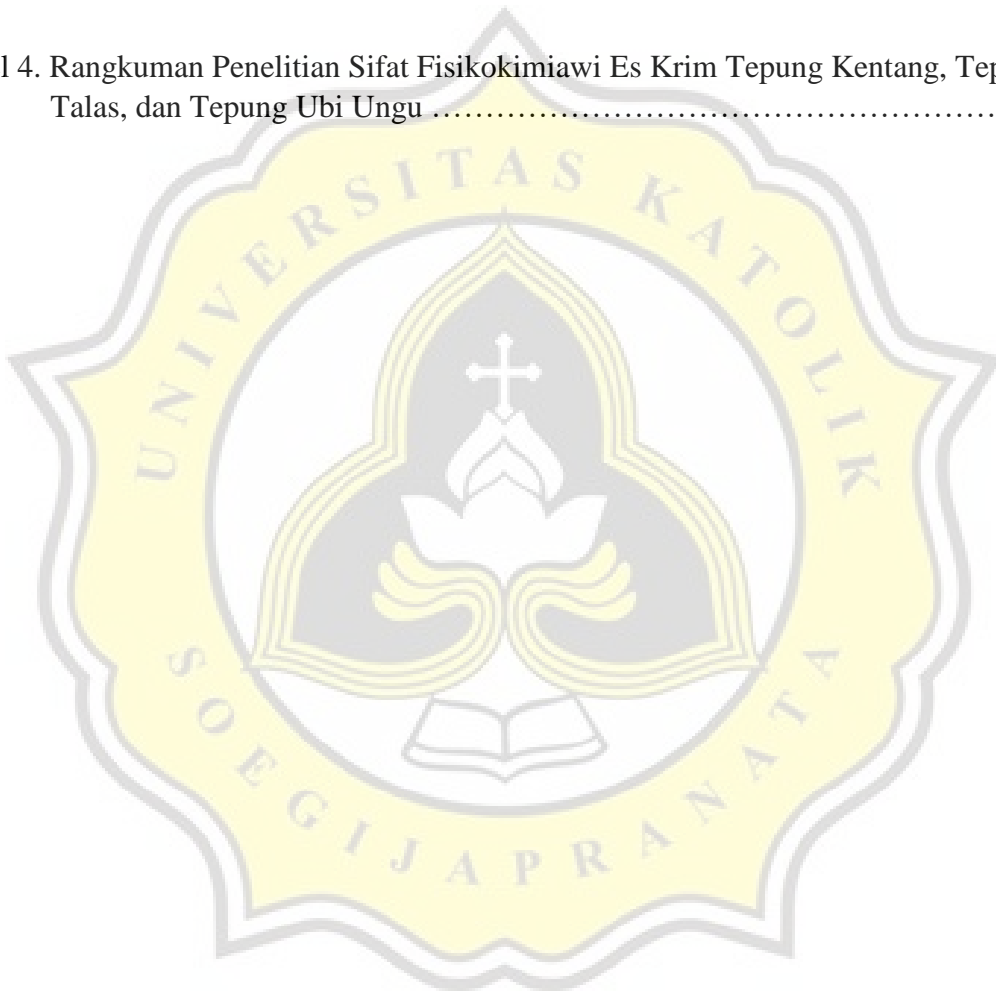 l 4. Rangkuman Penelitian Sifat Fisikokimiawi Es Krim Tepung Kentang, Tep
Talas, dan Tepung Ubi Ungu ……………………………………………
UNIVERSITAS KATOLIK
SOEGIJAPRANATA